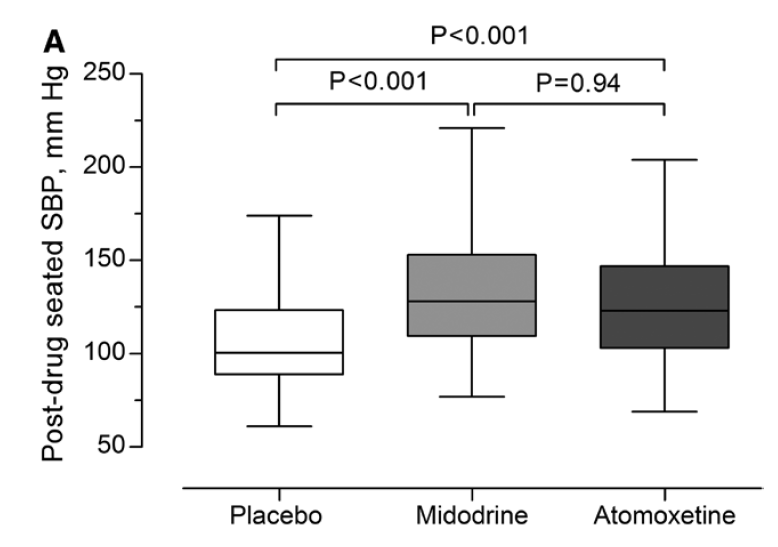 A
P<0.001
P<0.001 P=0.94
Post-drug seated SBP, mm Hg
250
200
150
100
50
Placebo Midodrine Atomoxetine